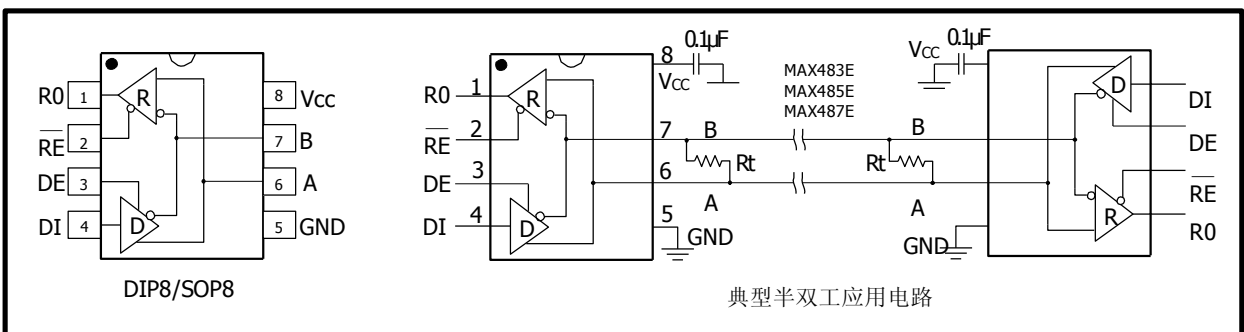 R0 1
R
8 Vcc
RE 2
7 B
DE 3
6 A
DI 4
D
5 GND
DIP8/SOP8
0.1μF
8
VCC
R0 1
R
RE 2
DE 3
DI 4
D
7 B
Rt
6
A
5
GND
MAX483E
MAX485E
MAX487E
VCC 0.1μF
B
Rt
A
GND
D
DI
DE
RE
R
R0
典型半双工应用电路